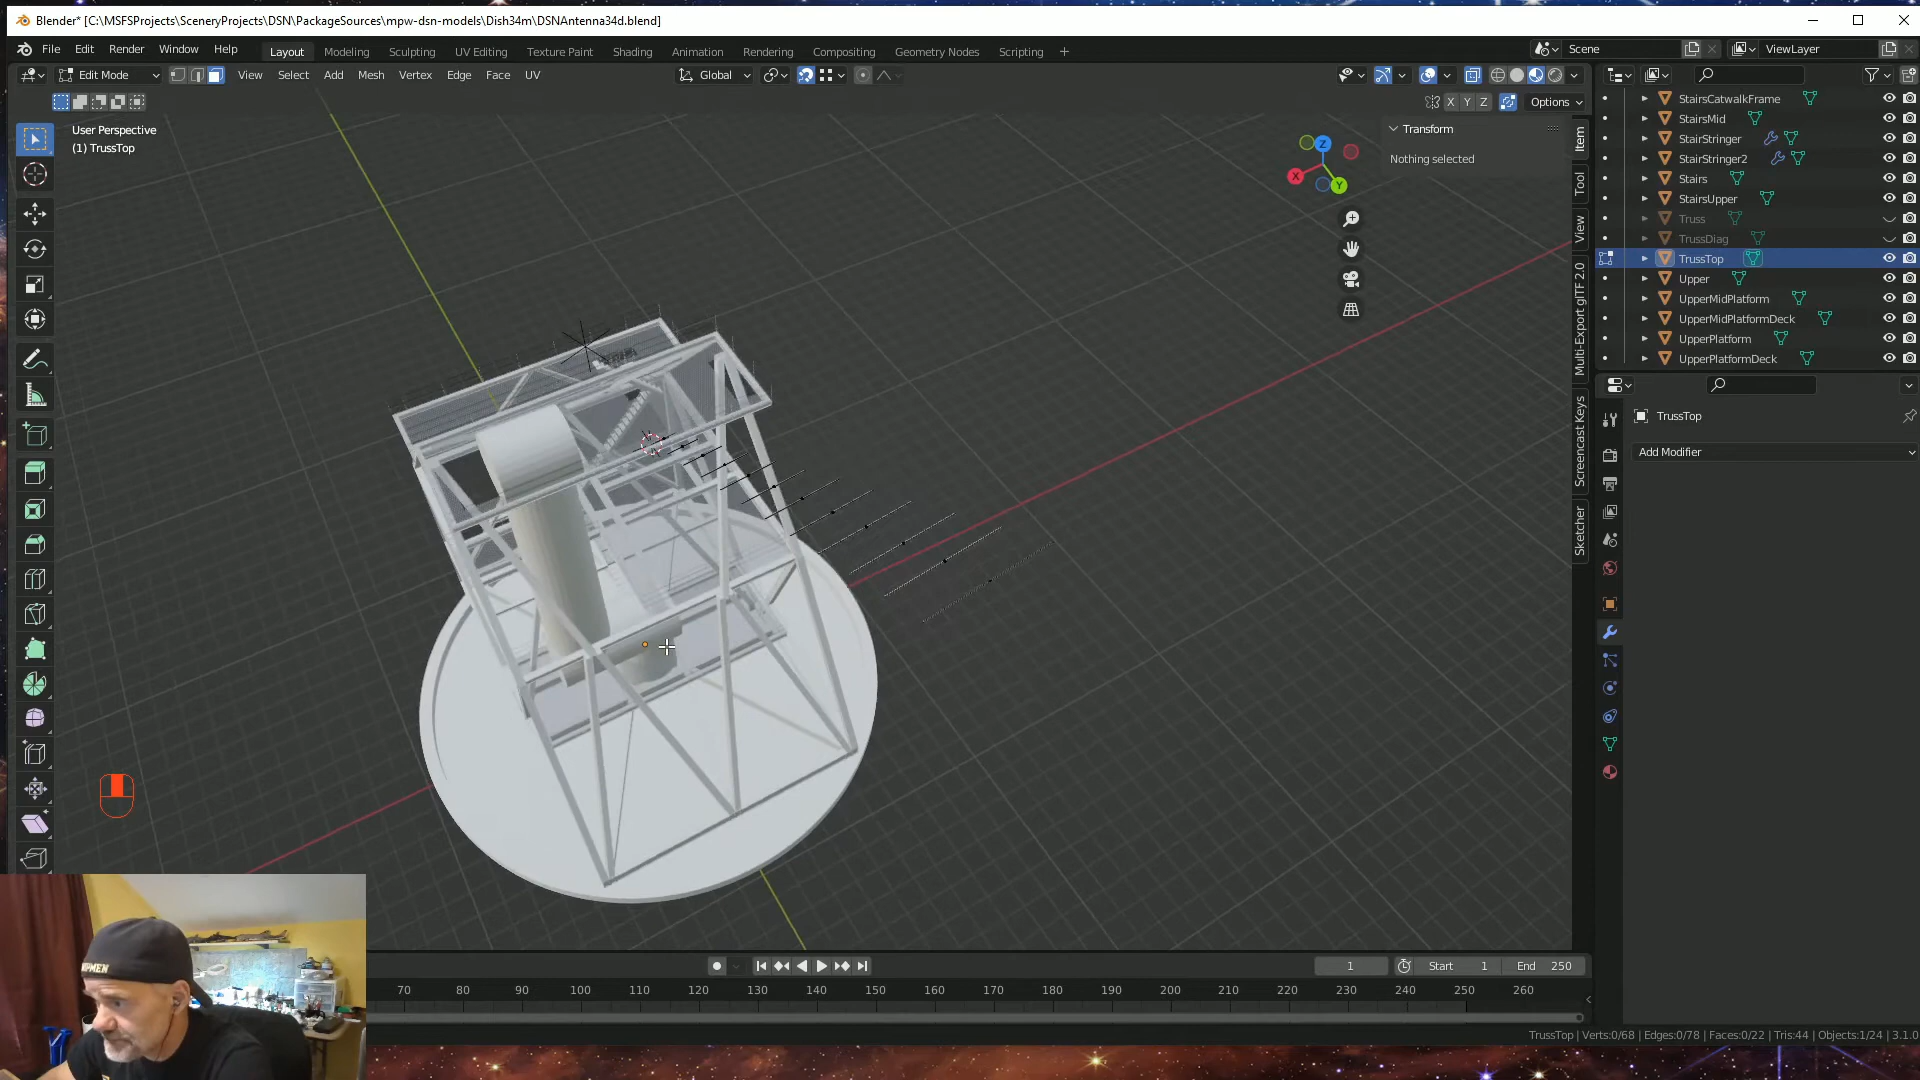 Blender* [C:\MSFSProjects\SceneryProjects\DSN\PackageSources\mpw-dsn-models\Dish34m\DSNAntenna34d.blend]
File Edit Render Window Help Layout Modeling Sculpting UV Editing Texture Paint Shading Animation Rendering Compositing Geometry Nodes Scripting + Scene ViewLayer
Edit Mode View Select Add Mesh Vertex Edge Face UV Global
X Y Z Options
User Perspective
(1) TrussTop
Transform
Nothing selected
Z
X
Y
Item
Tool
View
Multi-Export glTF 2.0
Screencast Keys
Sketcher
StairsCatwalkFrame
StairsMid
StairStringer
StairStringer2
Stairs
StairsUpper
Truss
TrussDiag
TrussTop
Upper
UpperMidPlatform
UpperMidPlatformDeck
UpperPlatform
UpperPlatformDeck
TrussTop
Add Modifier
1 Start 1 End 250
70 80 90 100 110 120 130 140 150 160 170 180 190 200 210 220 230 240 250 260
TrussTop | Verts:0/68 | Edges:0/78 | Faces:0/22 | Tris:44 | Objects:1/24 | 3.1.0